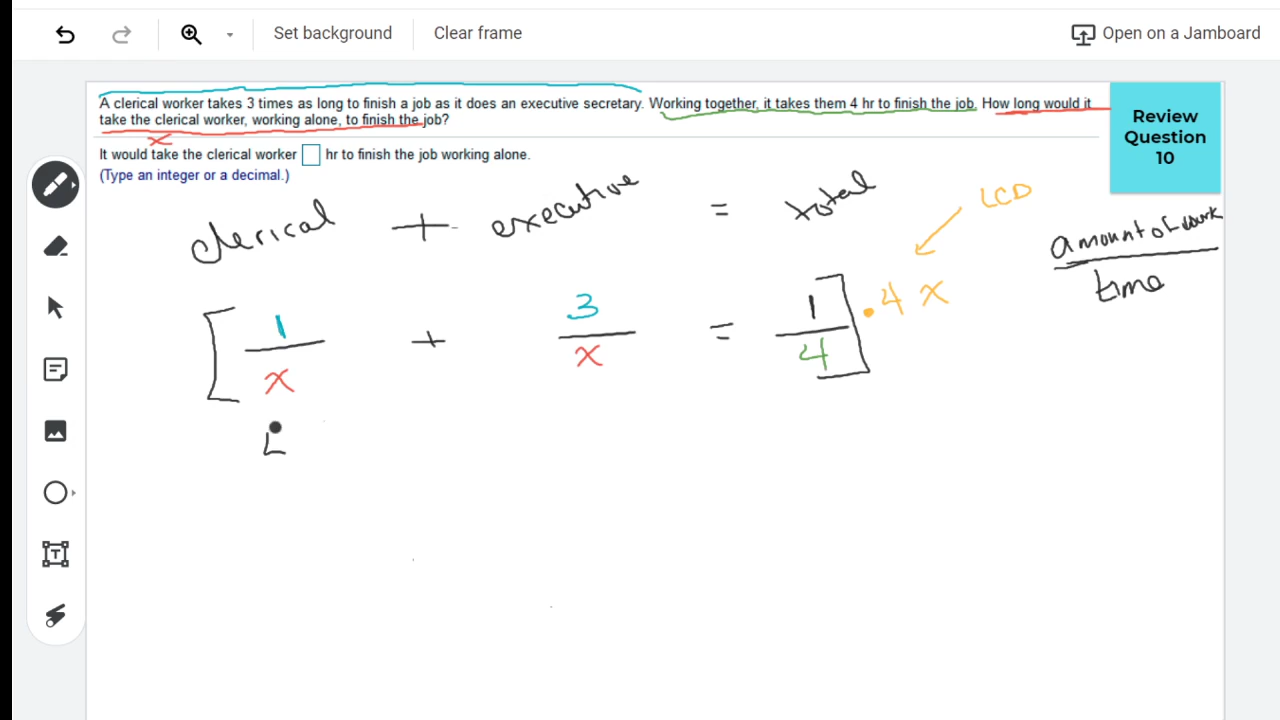 Set background Clear frame Open on a Jamboard
A clerical worker takes 3 times as long to finish a job as it does an executive secretary. Working together, it takes them 4 hr to finish the job. How long would it
take the clerical worker, working alone, to finish the job?
x
It would take the clerical worker hr to finish the job working alone.
(Type an integer or a decimal.)
Review
Question
10
clerical + executive = total
LCD
amount of work
time
[ 1/x + 3/x = 1/4 ] . 4 x